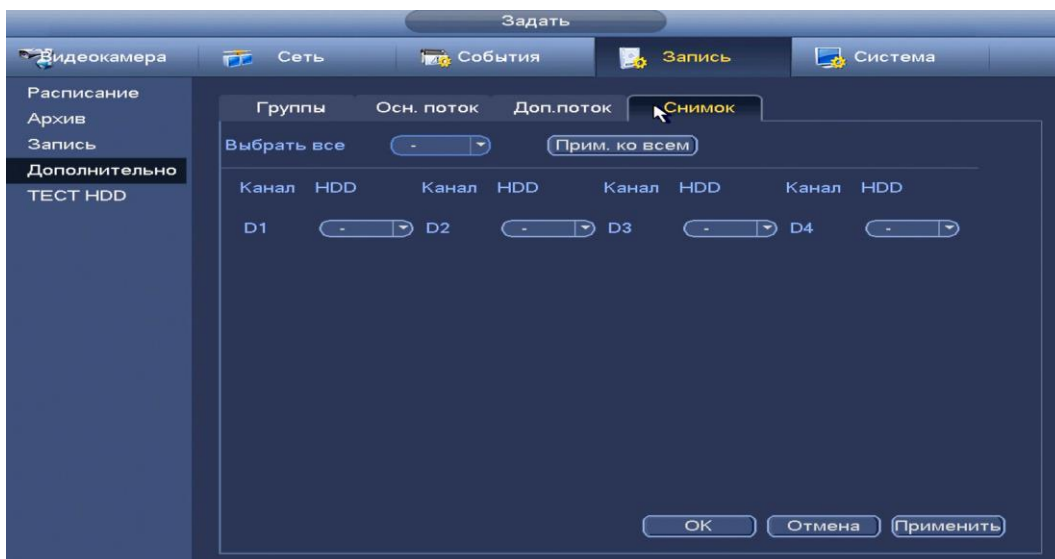 Задать
Видеокамера Сеть События Запись Система
Расписание
Архив
Запись
Дополнительно
ТЕСТ HDD
Группы Осн. поток Доп.поток Снимок
Выбрать все - Прим. ко всем
Канал HDD Канал HDD Канал HDD Канал HDD
D1 - D2 - D3 - D4 -
OK Отмена Применить